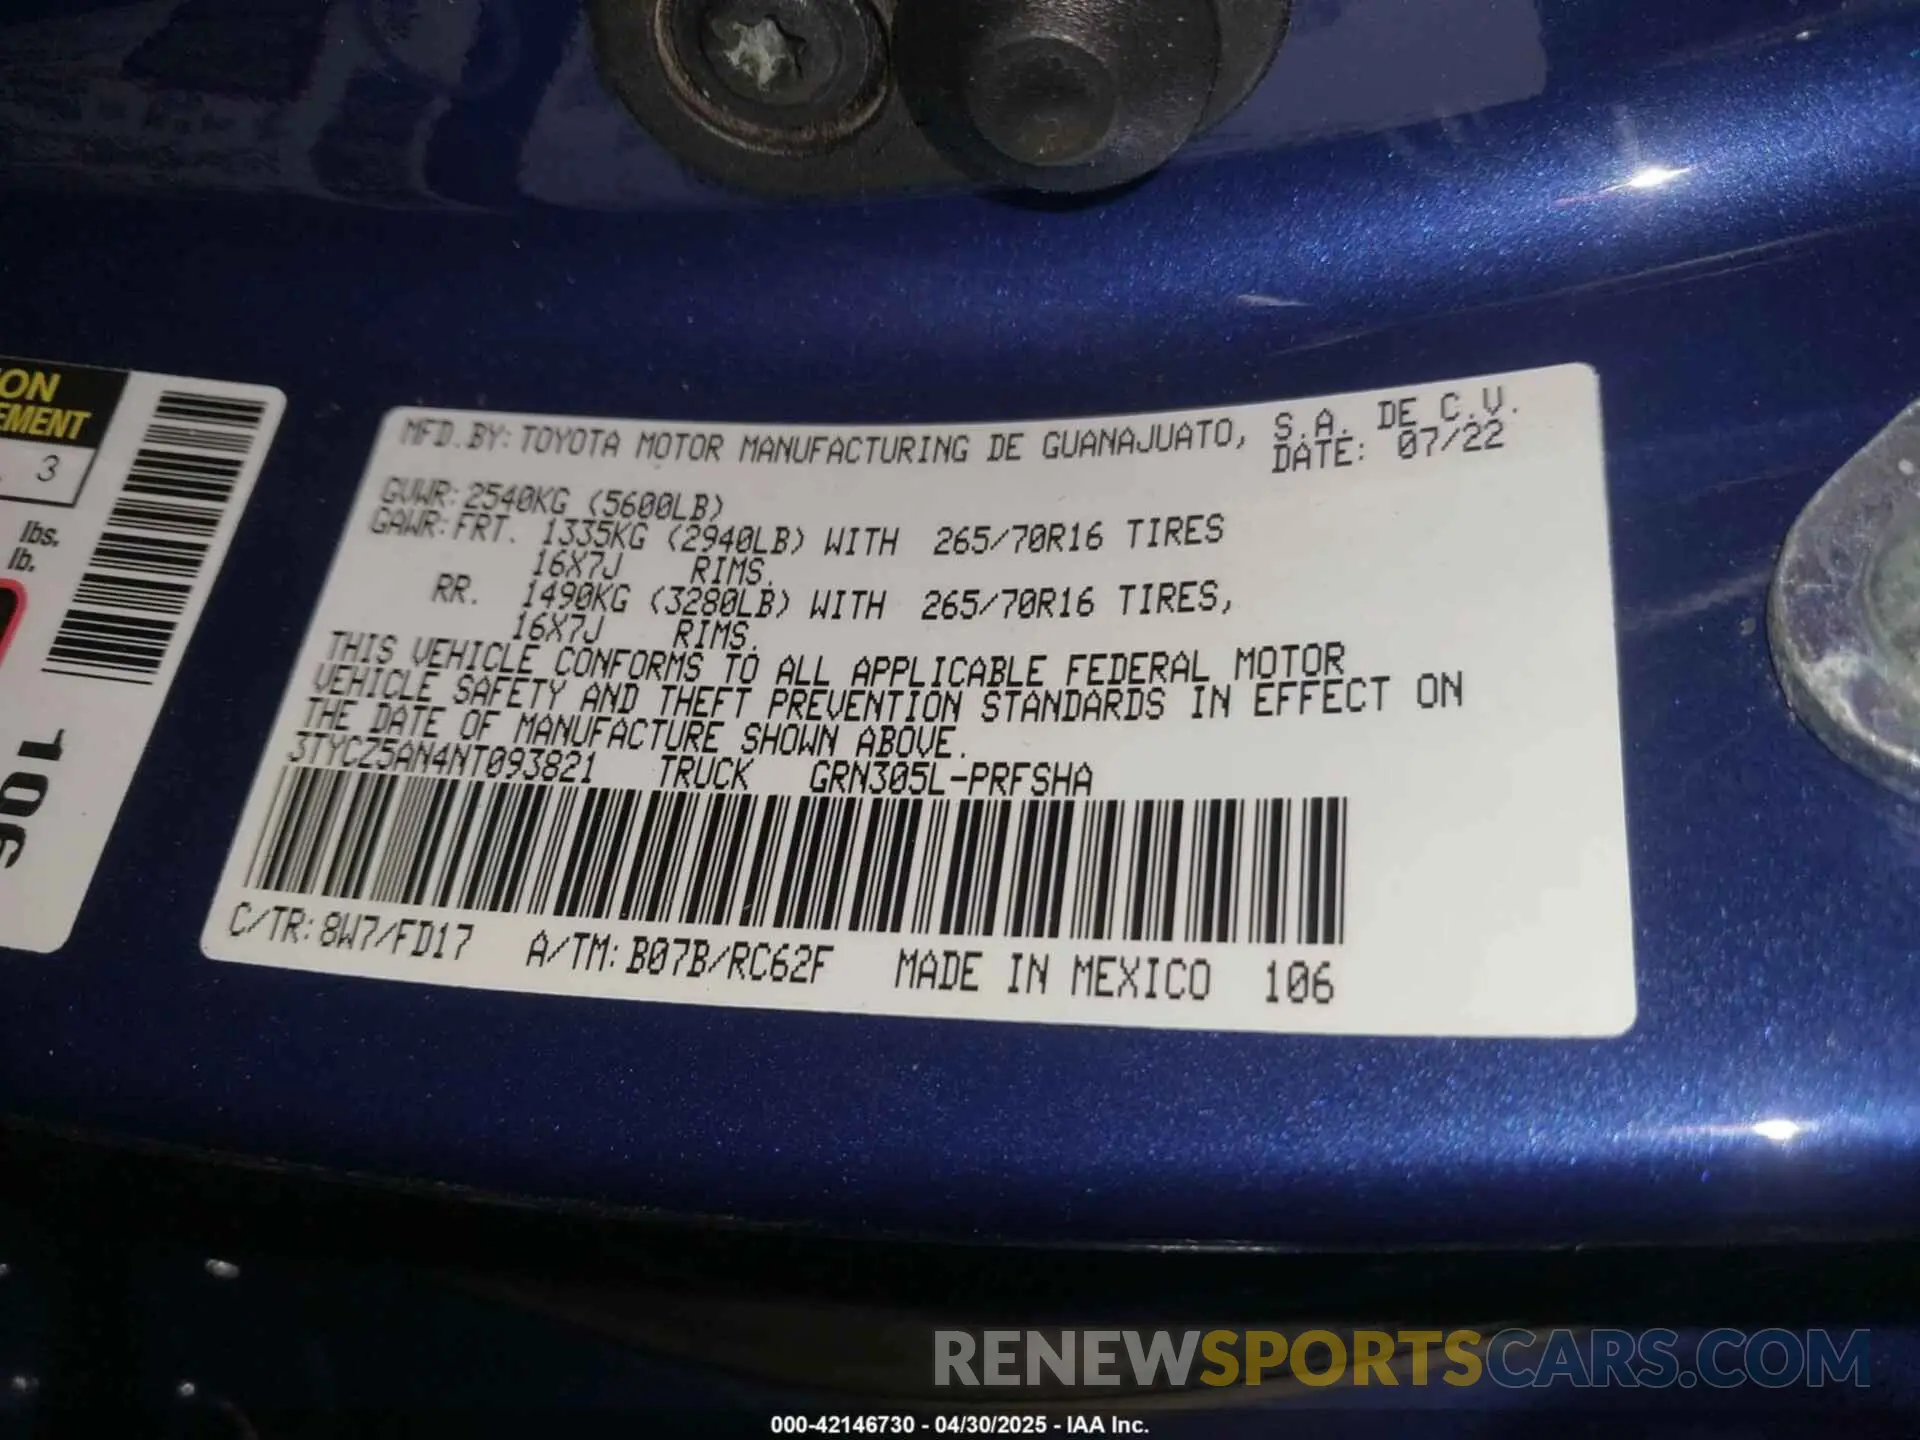 MFD.BY: TOYOTA MOTOR MANUFACTURING DE GUANAJUATO, S.A. DE C.V.
DATE: 07/22
GVWR: 2540KG (5600LB)
GAWR: FRT. 1335KG (2940LB) WITH 265/70R16 TIRES
16X7J RIMS.
RR. 1490KG (3280LB) WITH 265/70R16 TIRES,
16X7J RIMS.
THIS VEHICLE CONFORMS TO ALL APPLICABLE FEDERAL MOTOR
VEHICLE SAFETY AND THEFT PREVENTION STANDARDS IN EFFECT ON
THE DATE OF MANUFACTURE SHOWN ABOVE.
3TYCZ5AN4NT093821 TRUCK GRN305L-PRFSHA
C/TR: 8W7/FD17 A/TM: B07B/RC62F MADE IN MEXICO 106
ON
EMENT
3
lbs.
lb.
106
RENEWSPORTSCARS.COM
000-42146730 - 04/30/2025 - IAA Inc.